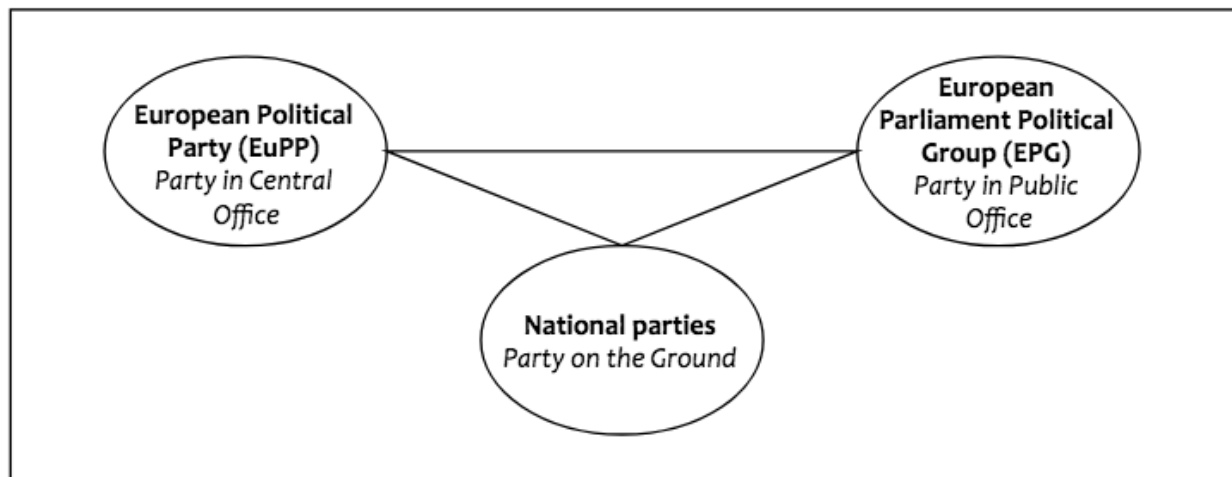 European Political
Party (EuPP)
Party in Central
Office
European
Parliament Political
Group (EPG)
Party in Public
Office
National parties
Party on the Ground